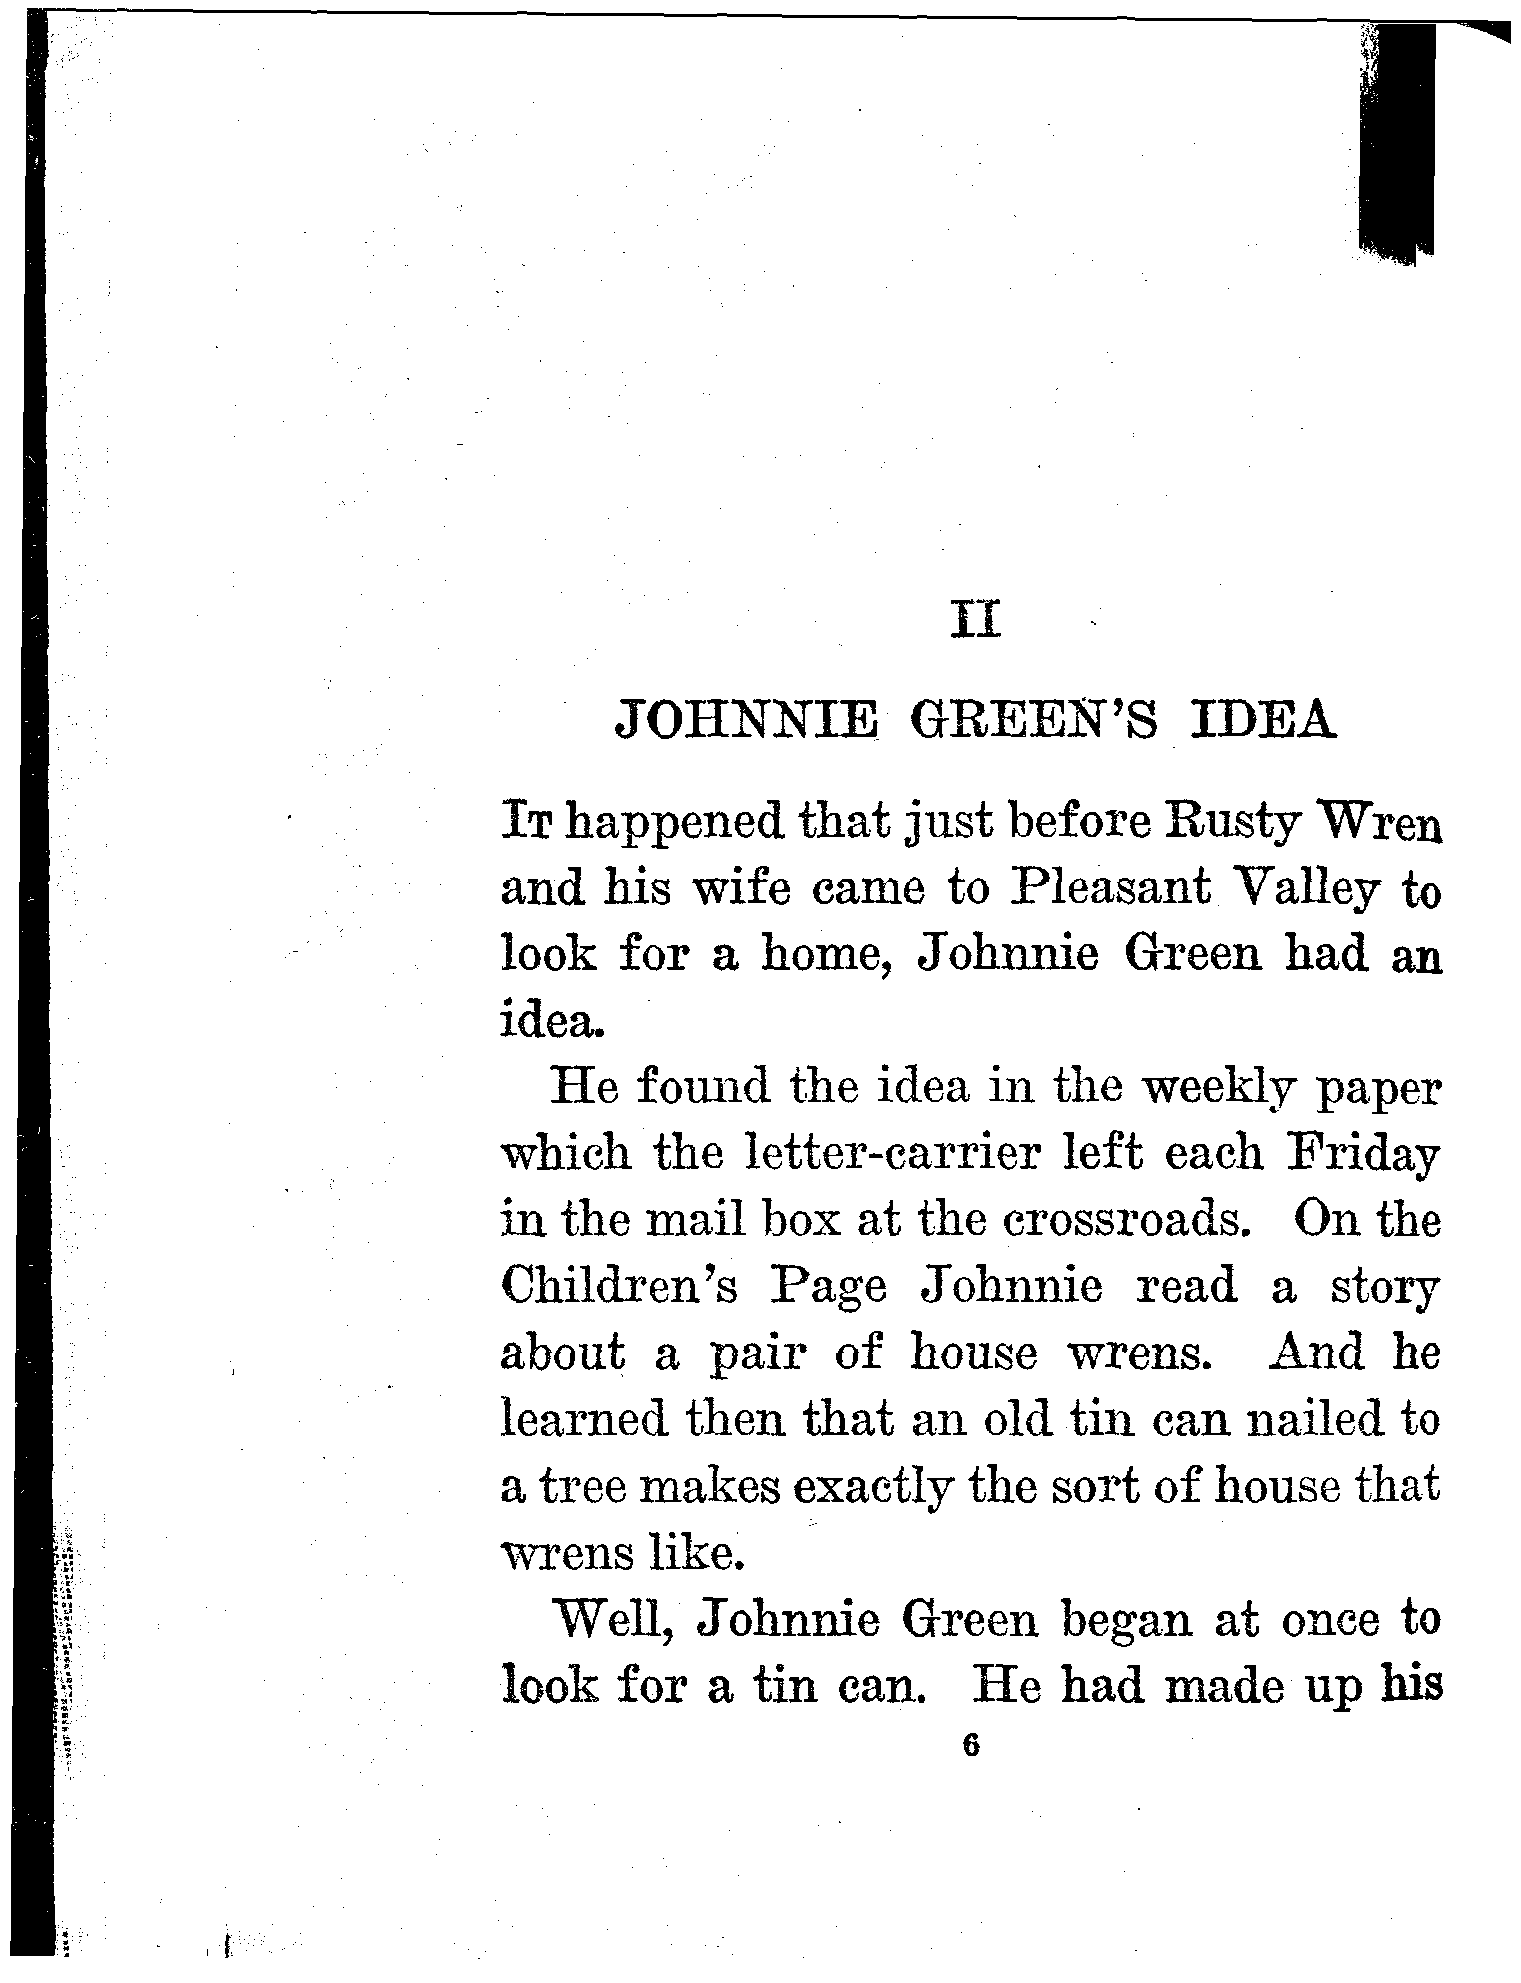 II
JOHNNIE GREEN'S IDEA
IT happened that just before Rusty Wren
and his wife came to Pleasant Valley to
look for a home, Johnnie Green had an
idea.
He found the idea in the weekly paper
which the letter-carrier left each Friday
in the mail box at the crossroads. On the
Children's Page Johnnie read a story
about a pair of house wrens. And he
learned then that an old tin can nailed to
a tree makes exactly the sort of house that
wrens like.
Well, Johnnie Green began at once to
look for a tin can. He had made up his
6